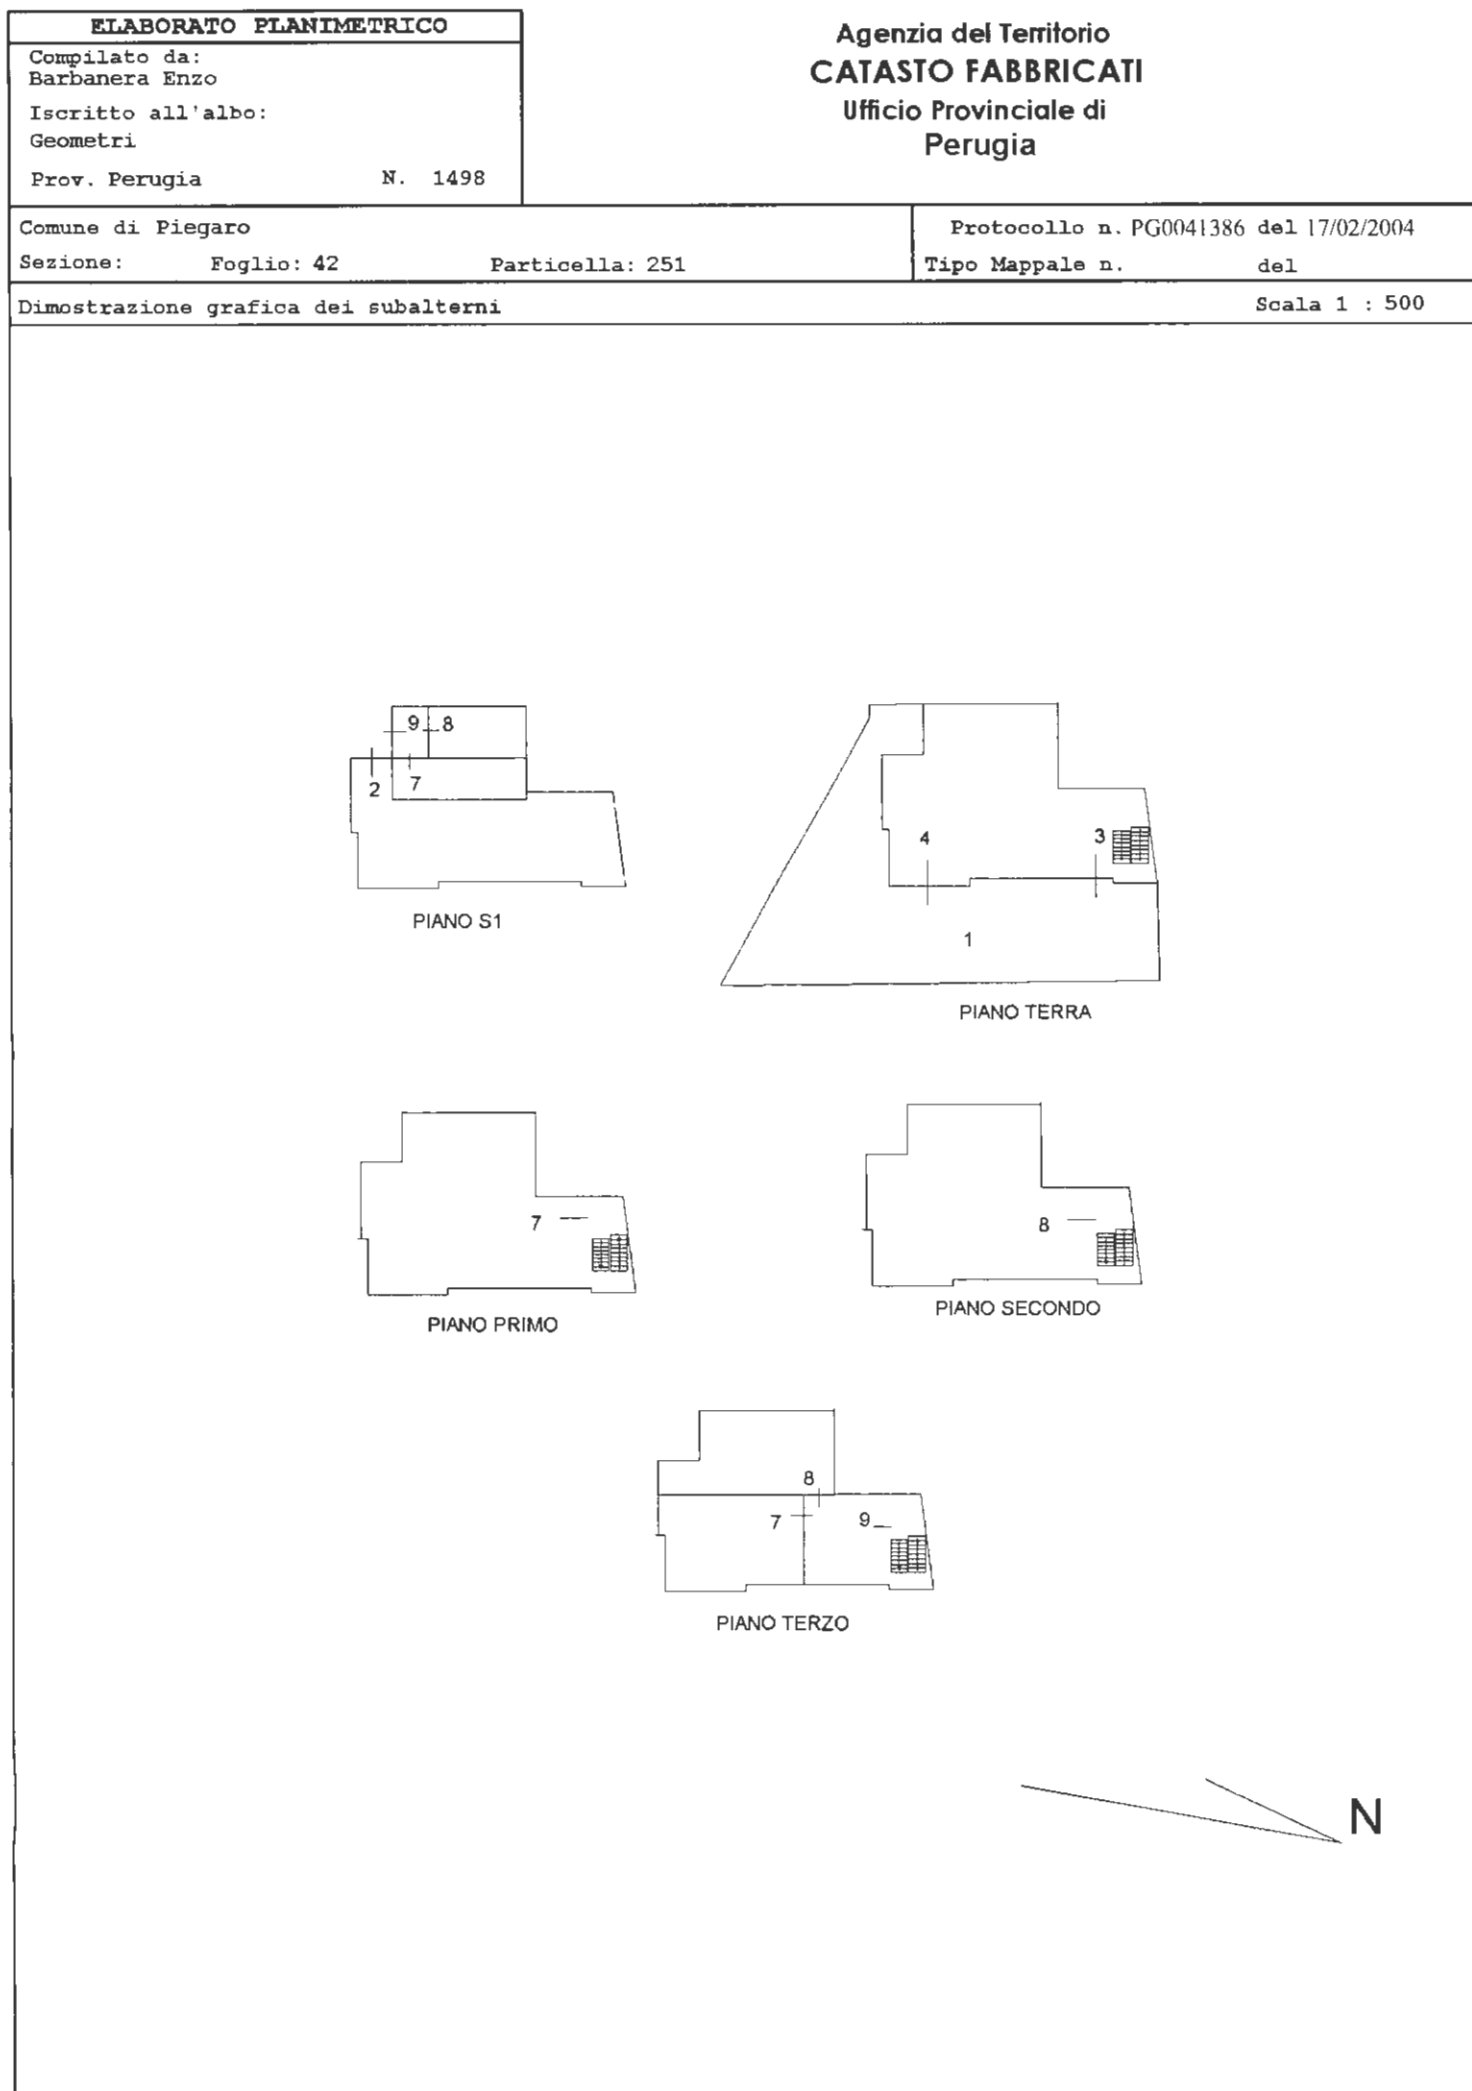 ELABORATO PLANIMETRICO
Compilato da:
Barbanera Enzo
Iscritto all'albo:
Geometri
Prov. Perugia N. 1498
Agenzia del Territorio
CATASTO FABBRICATI
Ufficio Provinciale di
Perugia
Comune di Piegaro
Sezione: Foglio: 42 Particella: 251
Protocollo n. PG0041386 del 17/02/2004
Tipo Mappale n. del
Dimostrazione grafica dei subalterni Scala 1 : 500
9 8
2 7
PIANO S1
4 3
1
PIANO TERRA
7
PIANO PRIMO
8
PIANO SECONDO
8
7 9
PIANO TERZO
N